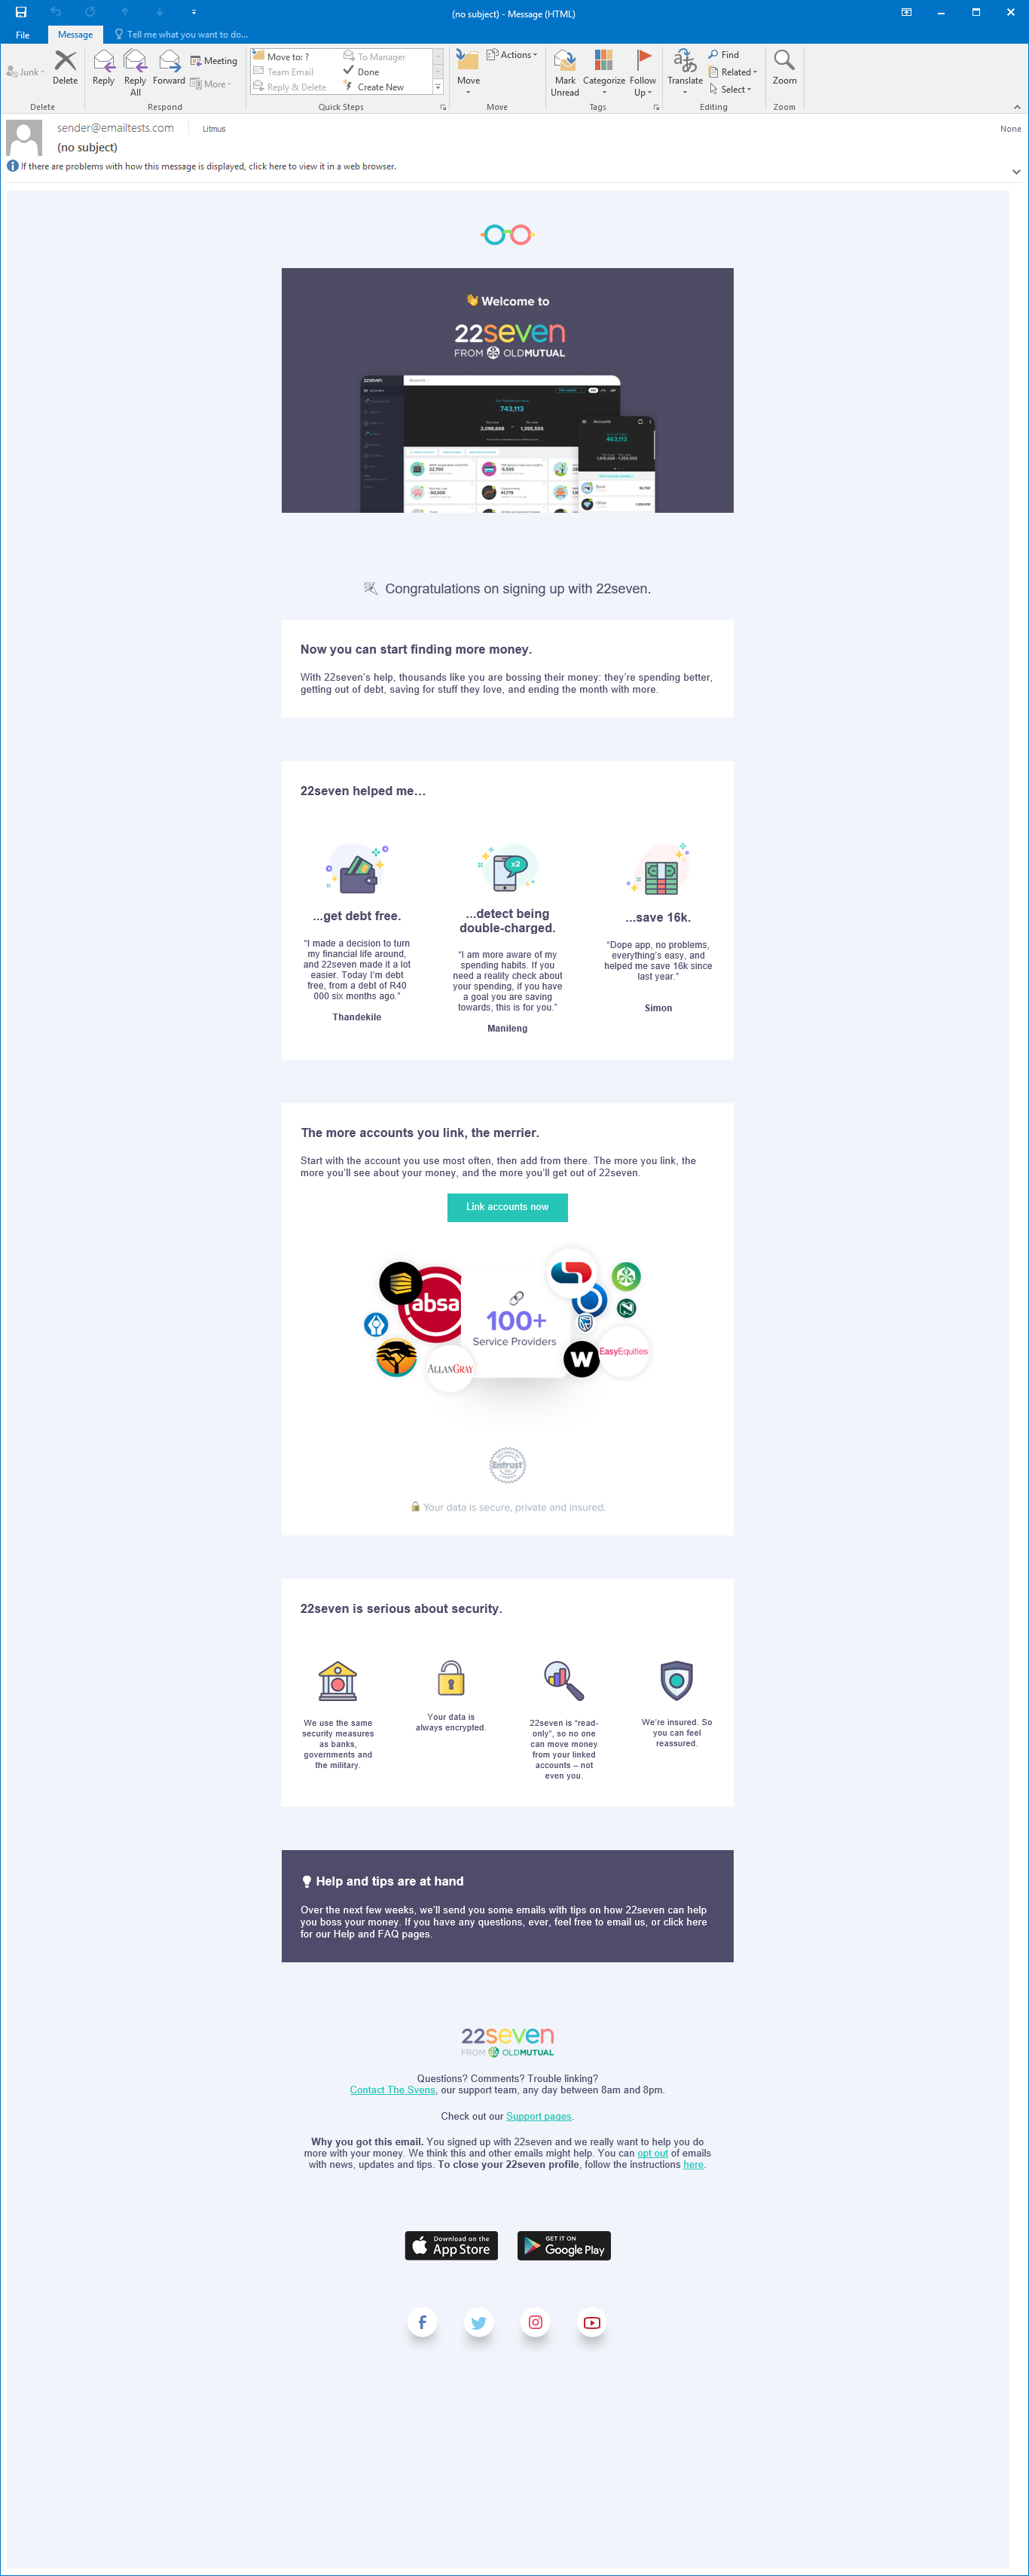 (no subject) - Message (HTML)
File
Message
Tell me what you want to do...
Junk
Delete
Reply
Reply All
Forward
Meeting
More
Move to: ?
Team Email
Reply & Delete
To Manager
Done
Create New
Move
Actions
Mark Unread
Categorize
Follow Up
Translate
Find
Related
Select
Zoom
Delete
Respond
Quick Steps
Move
Tags
Editing
Zoom
sender@emailtests.com
Litmus
None
(no subject)
If there are problems with how this message is displayed, click here to view it in a web browser.
Welcome to
22seven
FROM OLDMUTUAL
22seven
Accounts
743,113
2,098,668 - 1,355,555
Accounts
463,113
22,700
-5,595
-50,000
41,779
Congratulations on signing up with 22seven.
Now you can start finding more money.
With 22seven’s help, thousands like you are bossing their money: they’re spending better,
getting out of debt, saving for stuff they love, and ending the month with more.
22seven helped me…
x2
...get debt free.
“I made a decision to turn
my financial life around,
and 22seven made it a lot
easier. Today I’m debt
free, from a debt of R40
000 six months ago.”
Thandekile
...detect being
double-charged.
“I am more aware of my
spending habits. If you
need a reality check about
your spending, if you have
a goal you are saving
towards, this is for you.”
Manileng
...save 16k.
“Dope app, no problems,
everything’s easy, and
helped me save 16k since
last year.”
Simon
The more accounts you link, the merrier.
Start with the account you use most often, then add from there. The more you link, the
more you’ll see about your money, and the more you’ll get out of 22seven.
Link accounts now
absa
ALLANGRAY
100+
Service Providers
W
EasyEquities
Entrust
Your data is secure, private and insured.
22seven is serious about security.
We use the same
security measures
as banks,
governments and
the military.
Your data is
always encrypted.
22seven is “read-
only”, so no one
can move money
from your linked
accounts – not
even you.
We’re insured. So
you can feel
reassured.
Help and tips are at hand
Over the next few weeks, we’ll send you some emails with tips on how 22seven can help
you boss your money. If you have any questions, ever, feel free to email us, or click here
for our Help and FAQ pages.
22seven
FROM OLDMUTUAL
Questions? Comments? Trouble linking?
Contact The Svens, our support team, any day between 8am and 8pm.
Check out our Support pages.
Why you got this email. You signed up with 22seven and we really want to help you do
more with your money. We think this and other emails might help. You can opt out of emails
with news, updates and tips. To close your 22seven profile, follow the instructions here.
Download on the
App Store
GET IT ON
Google Play